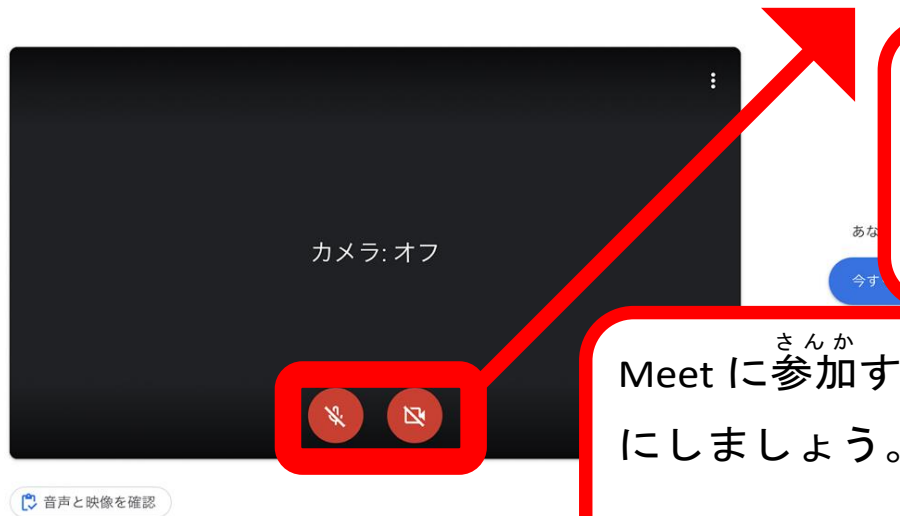 カメラ: オフ
あな
今す
さんか
Meet に参加す
にしましょう。
音声と映像を確認